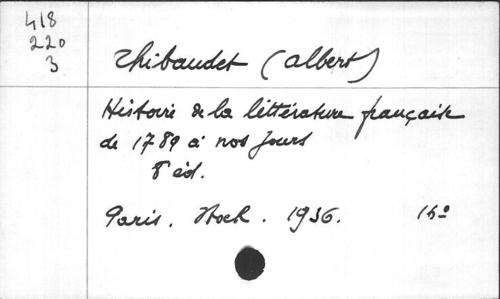 418
220
3
Thibaudet (Albert)
Histoire de la littérature française
de 1789 à nos jours
8e éd.
Paris. Stock. 1936. 16º